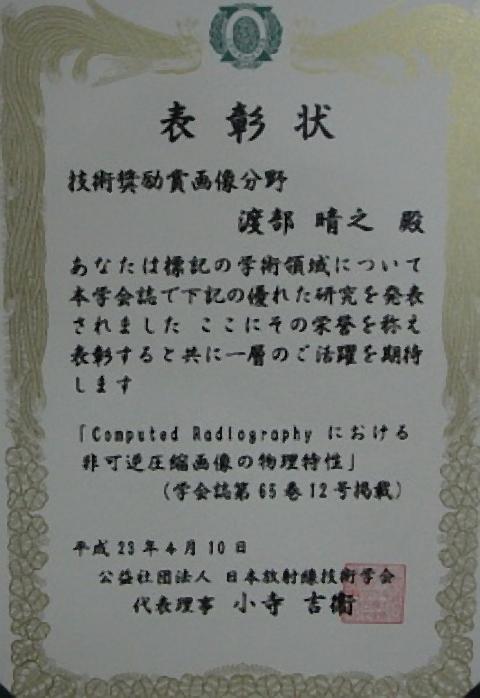 表彰状
技術奨励賞画像分野
渡部 晴之 殿
あなたは標記の学術領域について
本学会誌で下記の優れた研究を発表
されました ここにその栄誉を称え
表彰すると共に一層のご活躍を期待
します
「Computed Radiography における
非可逆圧縮画像の物理特性」
(学会誌第65巻12号掲載)
平成23年4月10日
公益社団法人 日本放射線技術学会
代表理事 小寺 吉衞